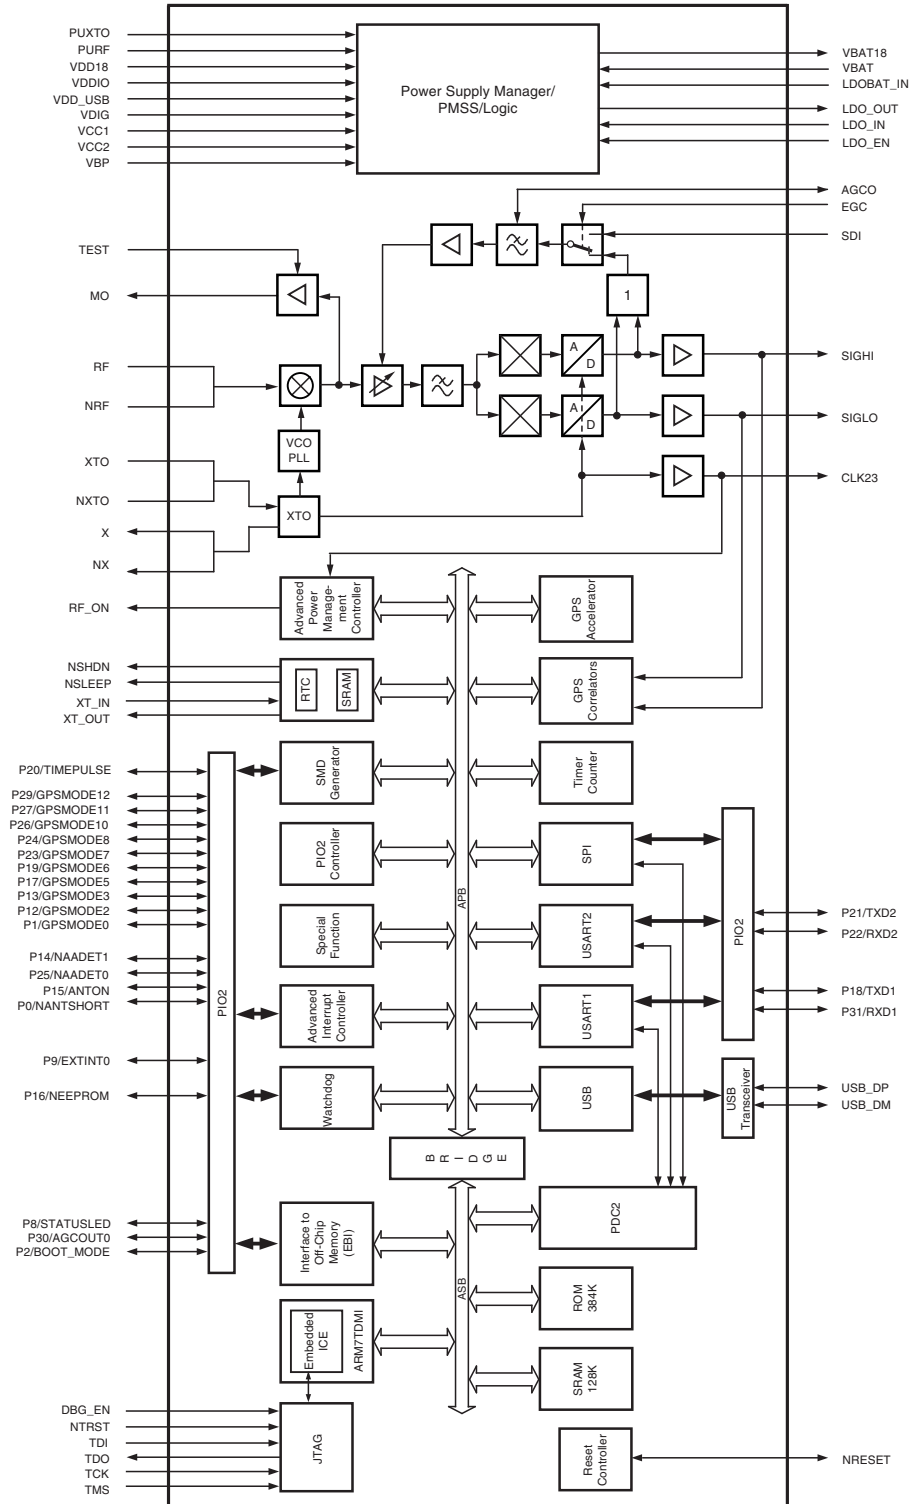 PUXTO
PURF
VDD18
VDDIO
VDD_USB
VDIG
VCC1
VCC2
VBP
Power Supply Manager/
PMSS/Logic
VBAT18
VBAT
LDOBAT_IN
LDO_OUT
LDO_IN
LDO_EN
AGCO
EGC
SDI
TEST
MO
1
RF
NRF
A
D
SIGHI
A
D
SIGLO
VCO
PLL
XTO
NXTO
XTO
CLK23
X
NX
RF_ON
Advanced
Power
Manage-
ment
Controller
GPS
Accelerator
NSHDN
NSLEEP
XT_IN
XT_OUT
RTC
SRAM
GPS
Correlators
P20/TIMEPULSE
P29/GPSMODE12
P27/GPSMODE11
P26/GPSMODE10
P24/GPSMODE8
P23/GPSMODE7
P19/GPSMODE6
P17/GPSMODE5
P13/GPSMODE3
P12/GPSMODE2
P1/GPSMODE0
P14/NAADET1
P25/NAADET0
P15/ANTON
P0/NANTSHORT
P9/EXTINT0
P16/NEEPROM
P8/STATUSLED
P30/AGCOUT0
P2/BOOT_MODE
PIO2
SMD
Generator
PIO2
Controller
Special
Function
Advanced
Interrupt
Controller
Watchdog
APB
Timer
Counter
SPI
USART2
USART1
USB
PIO2
P21/TXD2
P22/RXD2
P18/TXD1
P31/RXD1
USB
Transceiver
USB_DP
USB_DM
BRIDGE
Interface to
Off-Chip
Memory
(EBI)
ASB
PDC2
ROM
384K
SRAM
128K
Embedded
ICE
ARM7TDMI
DBG_EN
NTRST
TDI
TDO
TCK
TMS
JTAG
Reset
Controller
NRESET